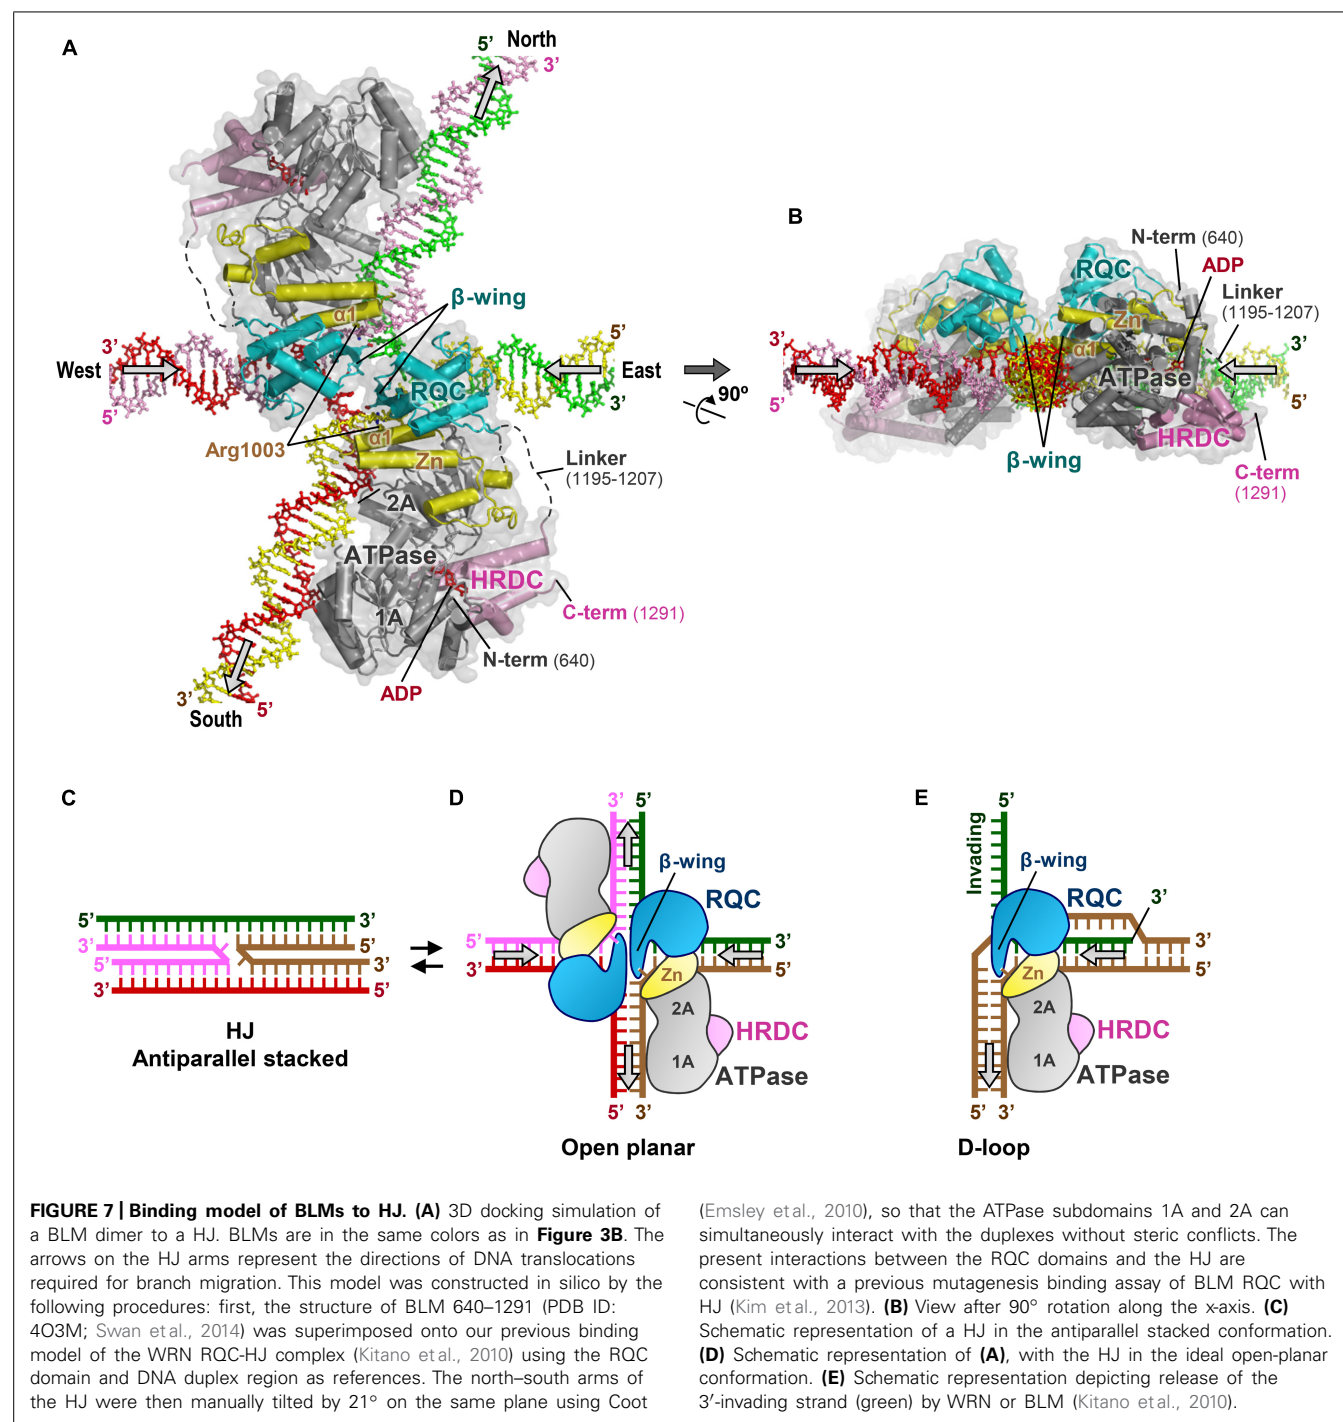 A
5’ North
3’
β-wing
α1
3’
West
5’
5’
East
3’
RQC
α1
Arg1003
Zn
Linker
(1195-1207)
2A
ATPase
HRDC
1A
C-term (1291)
N-term (640)
ADP
3’
5’
South
90º
B
N-term (640)
RQC
ADP
Linker
(1195-1207)
Zn
α1
3’
5’
ATPase
3’
5’
HRDC
β-wing
C-term
(1291)
C
5’ 3’
3’ 5’
5’ 3’
3’ 5’
HJ
Antiparallel stacked
D
3’ 5’
β-wing
RQC
5’ 3’
3’ 5’
Zn
2A
HRDC
1A
ATPase
5’ 3’
Open planar
E
5’
Invading
β-wing
RQC
3’
3’
5’
Zn
2A
HRDC
1A
ATPase
5’ 3’
D-loop
FIGURE 7 | Binding model of BLMs to HJ. (A) 3D docking simulation of
a BLM dimer to a HJ. BLMs are in the same colors as in Figure 3B. The
arrows on the HJ arms represent the directions of DNA translocations
required for branch migration. This model was constructed in silico by the
following procedures: first, the structure of BLM 640–1291 (PDB ID:
4O3M; Swan et al., 2014) was superimposed onto our previous binding
model of the WRN RQC-HJ complex (Kitano et al., 2010) using the RQC
domain and DNA duplex region as references. The north–south arms of
the HJ were then manually tilted by 21° on the same plane using Coot
(Emsley et al., 2010), so that the ATPase subdomains 1A and 2A can
simultaneously interact with the duplexes without steric conflicts. The
present interactions between the RQC domains and the HJ are
consistent with a previous mutagenesis binding assay of BLM RQC with
HJ (Kim et al., 2013). (B) View after 90° rotation along the x-axis. (C)
Schematic representation of a HJ in the antiparallel stacked conformation.
(D) Schematic representation of (A), with the HJ in the ideal open-planar
conformation. (E) Schematic representation depicting release of the
3′-invading strand (green) by WRN or BLM (Kitano et al., 2010).